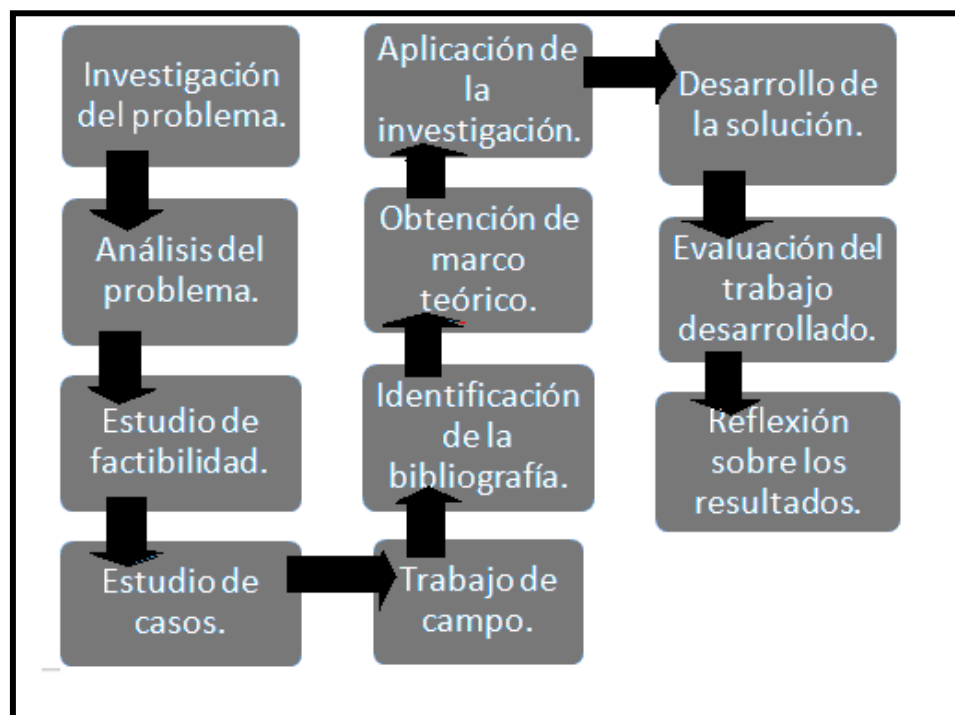 Investigación
del problema.
Análisis del
problema.
Estudio de
factibilidad.
Estudio de
casos.
Trabajo de
campo.
Identificación
de la
bibliografía.
Obtención de
marco
teórico.
Aplicación de
la
investigación.
Desarrollo de
la solución.
Evaluación del
trabajo
desarrollado.
Reflexión
sobre los
resultados.